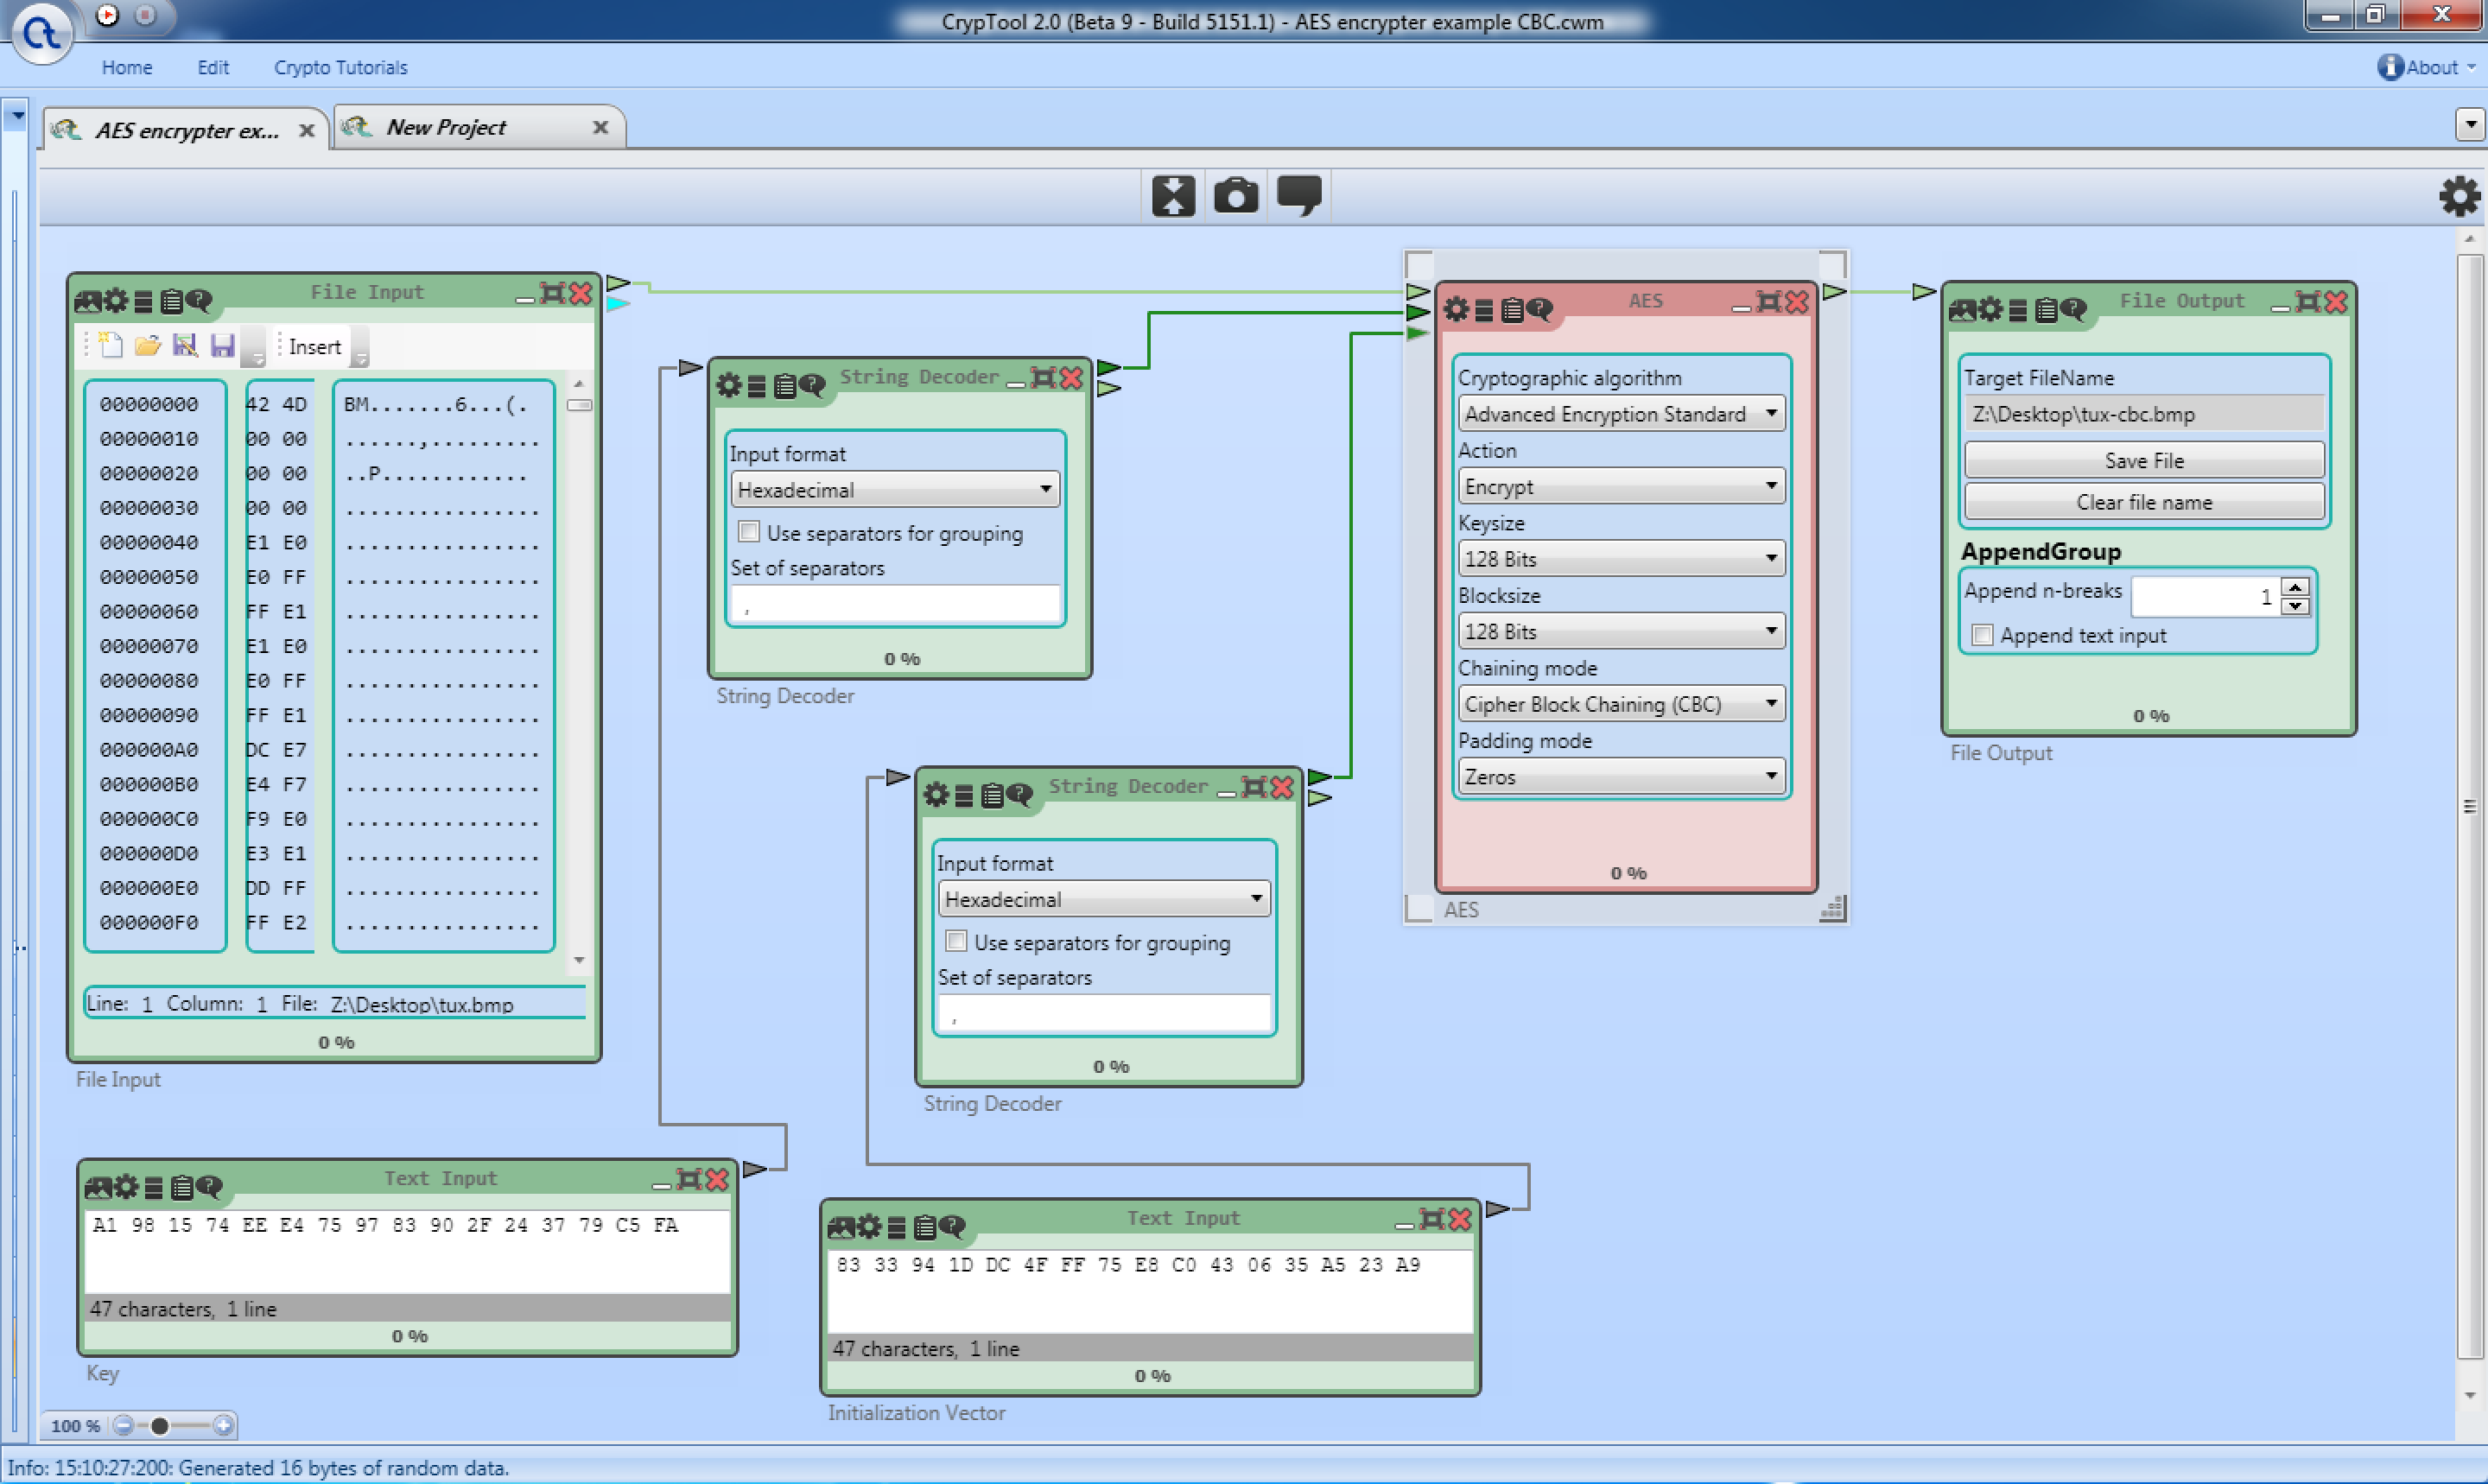 CrypTool 2.0 (Beta 9 - Build 5151.1) - AES encrypter example CBC.cwm
Home Edit Crypto Tutorials About
AES encrypter ex... New Project
File Input
Insert
00000000 42 4D BM.......6...(.
00000010 00 00 ......,.........
00000020 00 00 ..P............
00000030 00 00 ................
00000040 E1 E0 ................
00000050 E0 FF ................
00000060 FF E1 ................
00000070 E1 E0 ................
00000080 E0 FF ................
00000090 FF E1 ................
000000A0 DC E7 ................
000000B0 E4 F7 ................
000000C0 F9 E0 ................
000000D0 E3 E1 ................
000000E0 DD FF ................
000000F0 FF E2 ................
Line: 1 Column: 1 File: Z:\Desktop\tux.bmp
0 %
File Input
String Decoder
Input format
Hexadecimal
Use separators for grouping
Set of separators
,
0 %
String Decoder
String Decoder
Input format
Hexadecimal
Use separators for grouping
Set of separators
,
0 %
String Decoder
AES
Cryptographic algorithm
Advanced Encryption Standard
Action
Encrypt
Keysize
128 Bits
Blocksize
128 Bits
Chaining mode
Cipher Block Chaining (CBC)
Padding mode
Zeros
0 %
AES
File Output
Target FileName
Z:\Desktop\tux-cbc.bmp
Save File
Clear file name
AppendGroup
Append n-breaks 1
Append text input
0 %
File Output
Text Input
A1 98 15 74 EE E4 75 97 83 90 2F 24 37 79 C5 FA
47 characters, 1 line
0 %
Key
Text Input
83 33 94 1D DC 4F FF 75 E8 C0 43 06 35 A5 23 A9
47 characters, 1 line
0 %
Initialization Vector
100 %
Info: 15:10:27:200: Generated 16 bytes of random data.